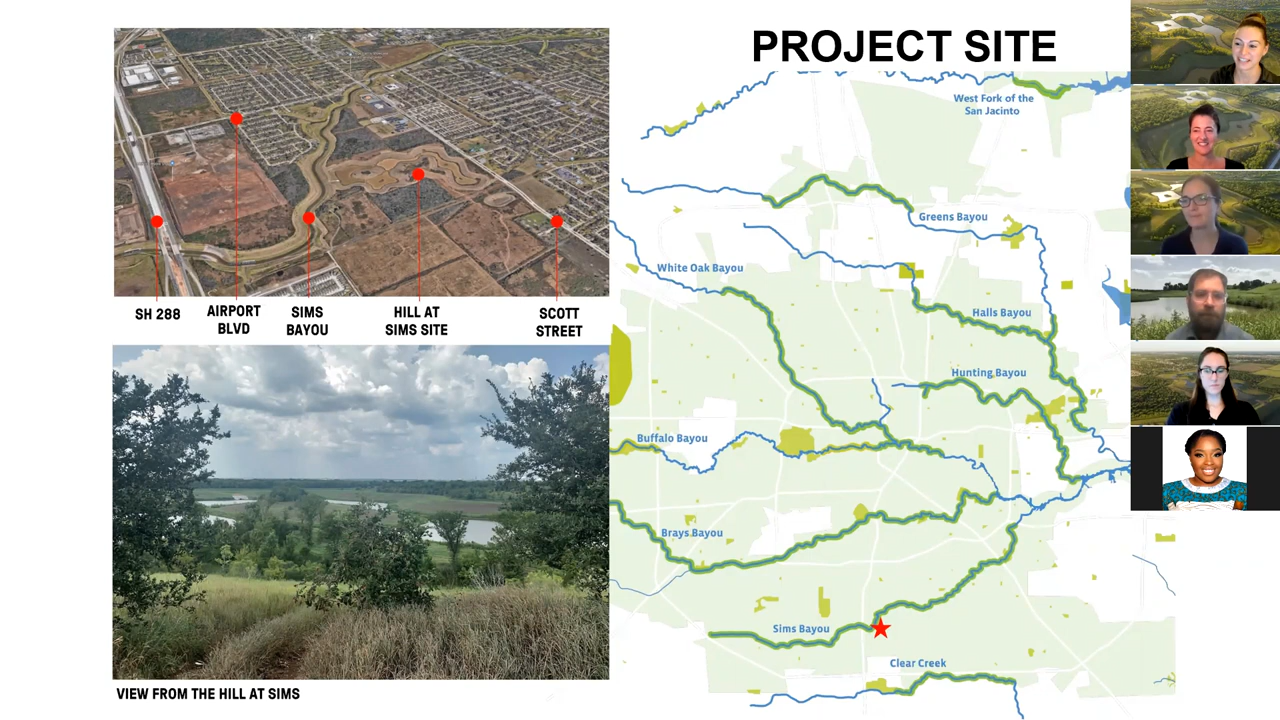 PROJECT SITE
SH 288
AIRPORT
BLVD
SIMS
BAYOU
HILL AT
SIMS SITE
SCOTT
STREET
VIEW FROM THE HILL AT SIMS
West Fork of the
San Jacinto
Greens Bayou
White Oak Bayou
Halls Bayou
Hunting Bayou
Buffalo Bayou
Brays Bayou
Sims Bayou
Clear Creek